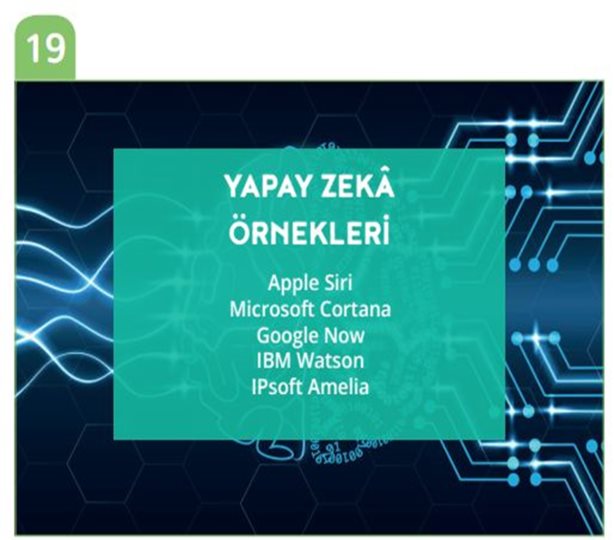 19
YAPAY ZEKÂ
ÖRNEKLERİ
Apple Siri
Microsoft Cortana
Google Now
IBM Watson
IPsoft Amelia